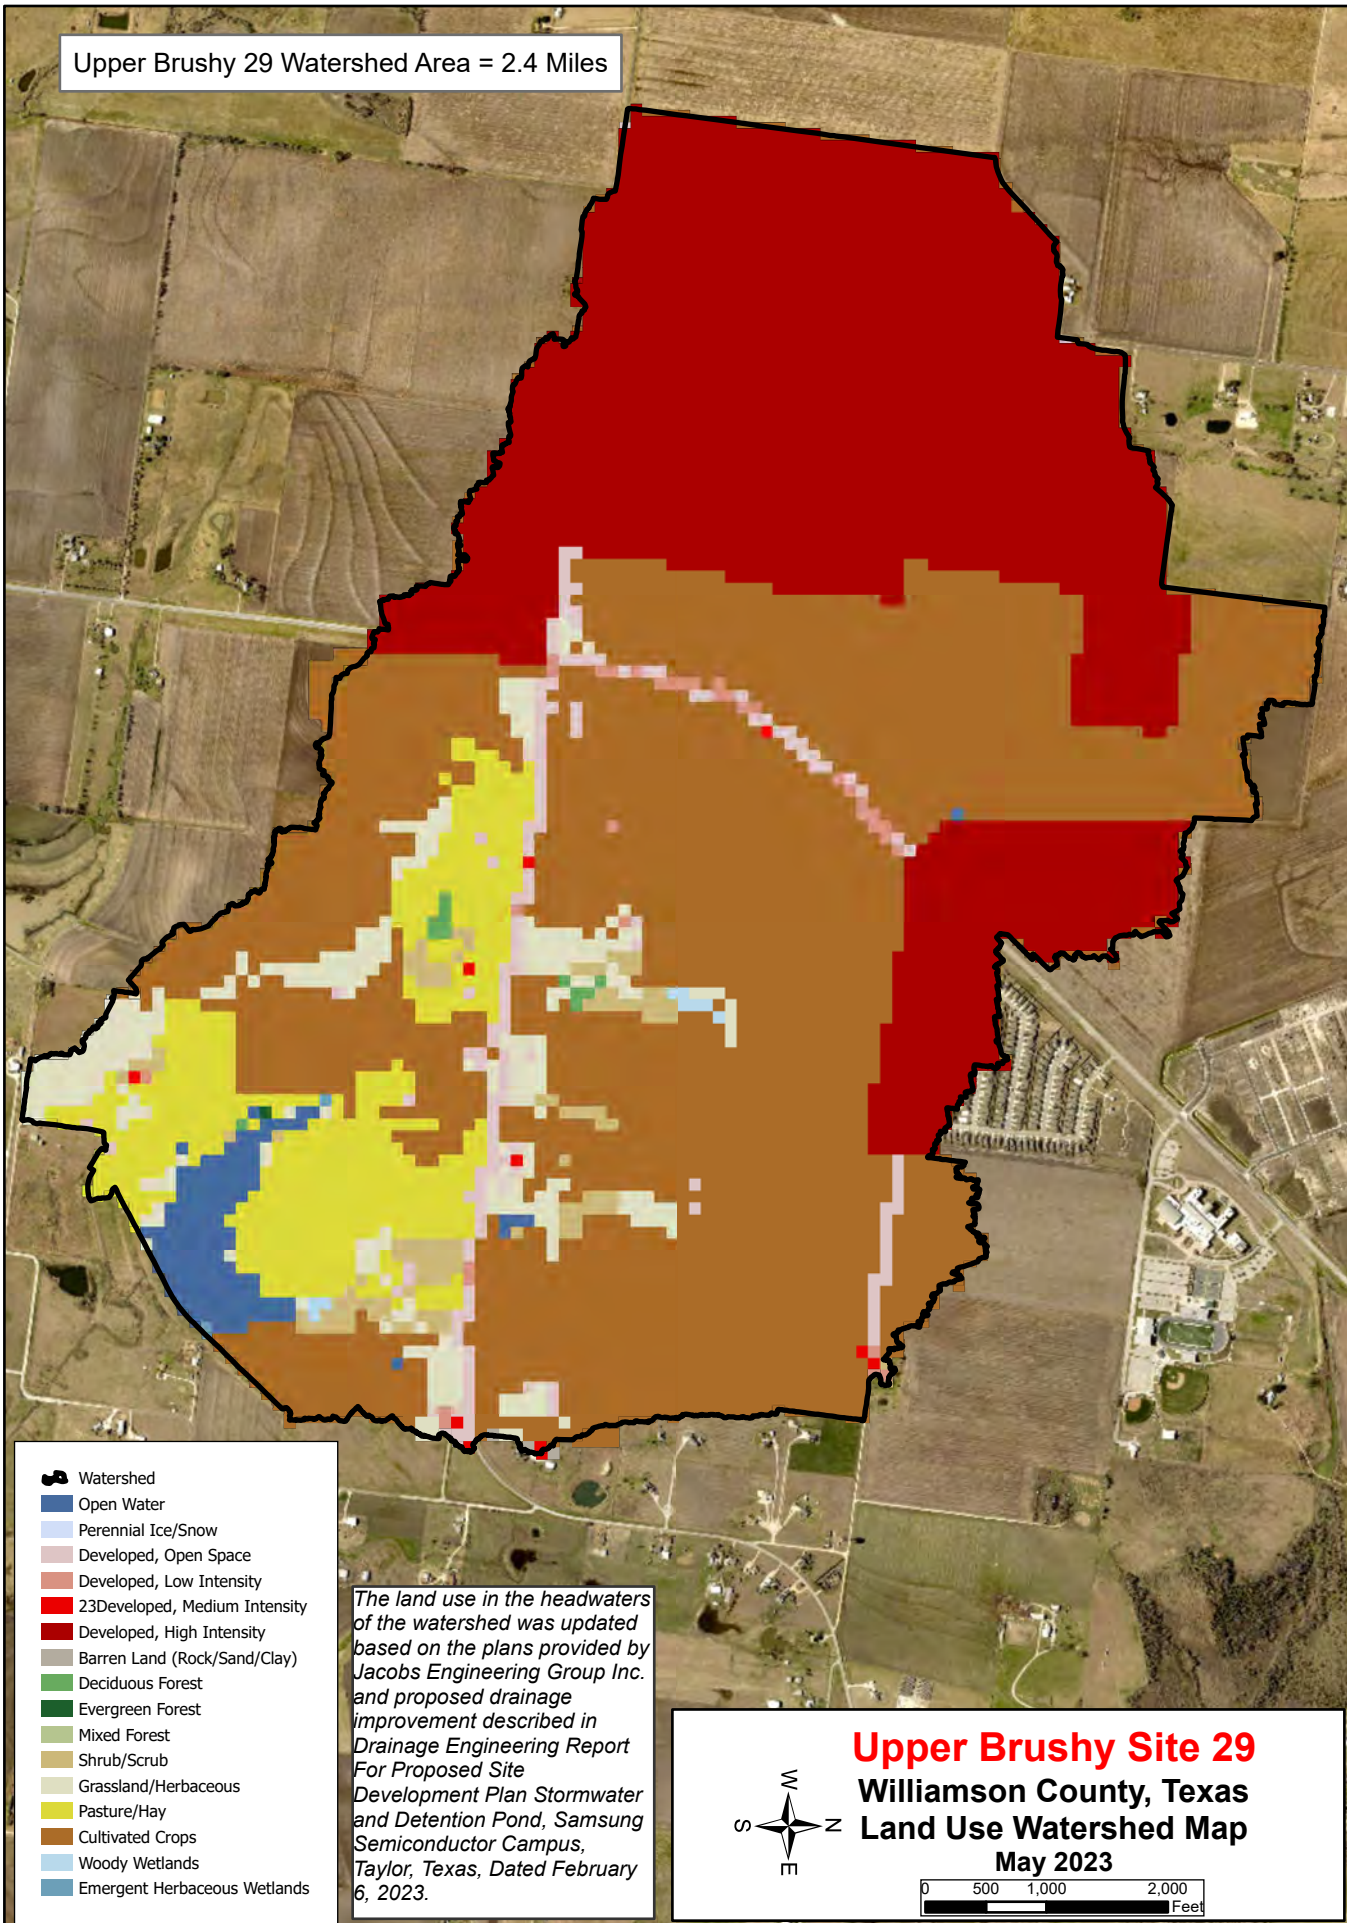 Upper Brushy 29 Watershed Area = 2.4 Miles
Watershed
Open Water
Perennial Ice/Snow
Developed, Open Space
Developed, Low Intensity
23Developed, Medium Intensity
Developed, High Intensity
Barren Land (Rock/Sand/Clay)
Deciduous Forest
Evergreen Forest
Mixed Forest
Shrub/Scrub
Grassland/Herbaceous
Pasture/Hay
Cultivated Crops
Woody Wetlands
Emergent Herbaceous Wetlands
The land use in the headwaters
of the watershed was updated
based on the plans provided by
Jacobs Engineering Group Inc.
and proposed drainage
improvement described in
Drainage Engineering Report
For Proposed Site
Development Plan Stormwater
and Detention Pond, Samsung
Semiconductor Campus,
Taylor, Texas, Dated February
6, 2023.
Upper Brushy Site 29
Williamson County, Texas
Land Use Watershed Map
May 2023
W
S N
E
0 500 1,000 2,000
Feet